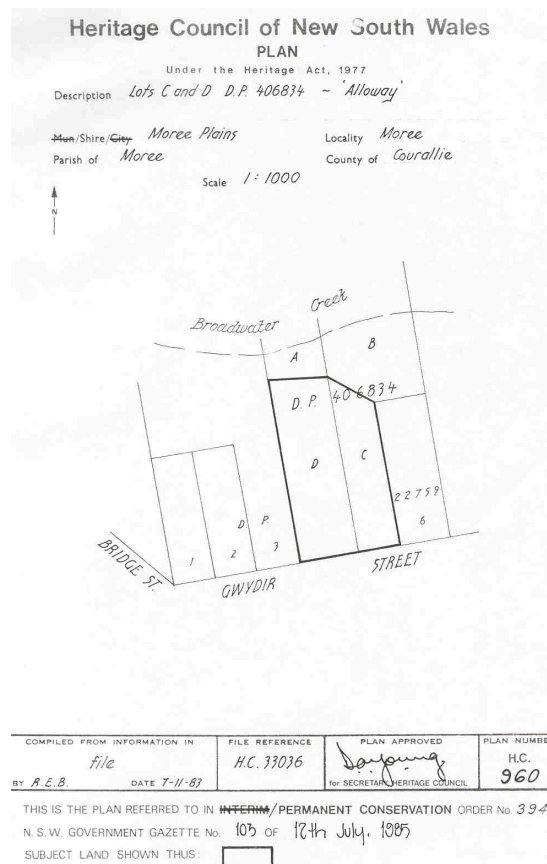 Heritage Council of New South Wales
PLAN
Under the Heritage Act, 1977
Description Lots C and D D.P. 406834 ~ 'Alloway'
Mun/Shire/City Moree Plains Locality Moree
Parish of Moree County of Courallie
Scale 1:1000
N
Broadwater Creek
A B
D. P. 406834
D C
22759
D. P.
1 2 3 6
BRIDGE ST.
GWYDIR STREET
COMPILED FROM INFORMATION IN FILE REFERENCE PLAN APPROVED PLAN NUMBE
file H.C. 33036 H.C.
960
BY R.E.B. DATE 7-11-83 for SECRETARY, HERITAGE COUNCIL
THIS IS THE PLAN REFERRED TO IN INTERIM/PERMANENT CONSERVATION ORDER No. 394
N. S. W. GOVERNMENT GAZETTE No. 103 OF 12th July. 1985
SUBJECT LAND SHOWN THUS: